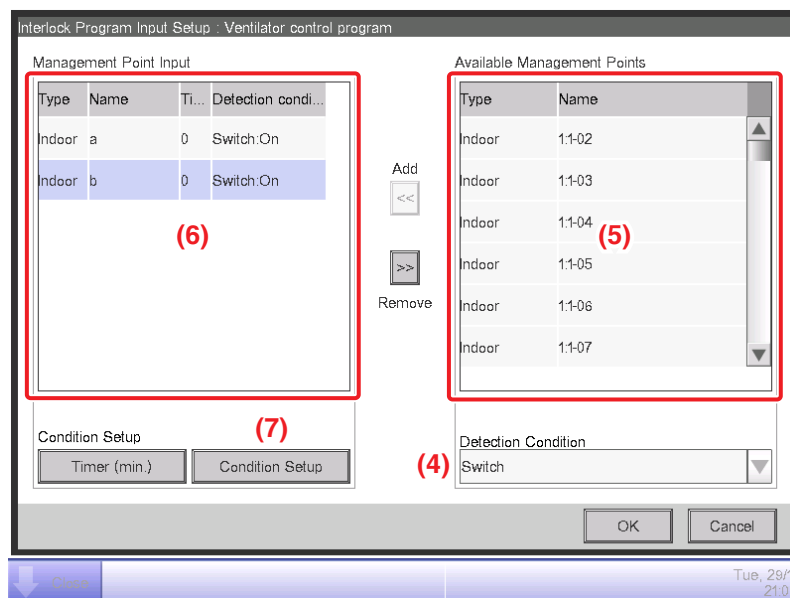 Interlock Program Input Setup : Ventilator control program
Management Point Input
Type Name Ti... Detection condi...
Indoor a 0 Switch:On
Indoor b 0 Switch:On
(6)
Condition Setup
(7)
Timer (min.) Condition Setup
Add
<<
>>
Remove
Available Management Points
Type Name
Indoor 1:1-02
Indoor 1:1-03
Indoor 1:1-04
(5)
Indoor 1:1-05
Indoor 1:1-06
Indoor 1:1-07
Detection Condition
(4) Switch
OK Cancel
Tue, 29/
21:0